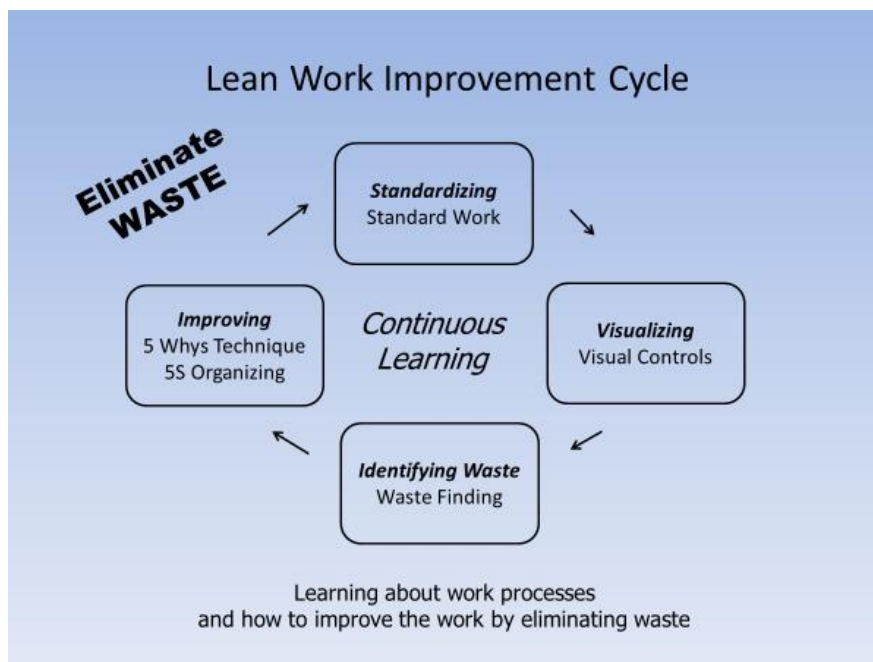 Lean Work Improvement Cycle
Eliminate
WASTE
Standardizing
Standard Work
Improving
5 Whys Technique
5S Organizing
Continuous
Learning
Visualizing
Visual Controls
Identifying Waste
Waste Finding
Learning about work processes
and how to improve the work by eliminating waste